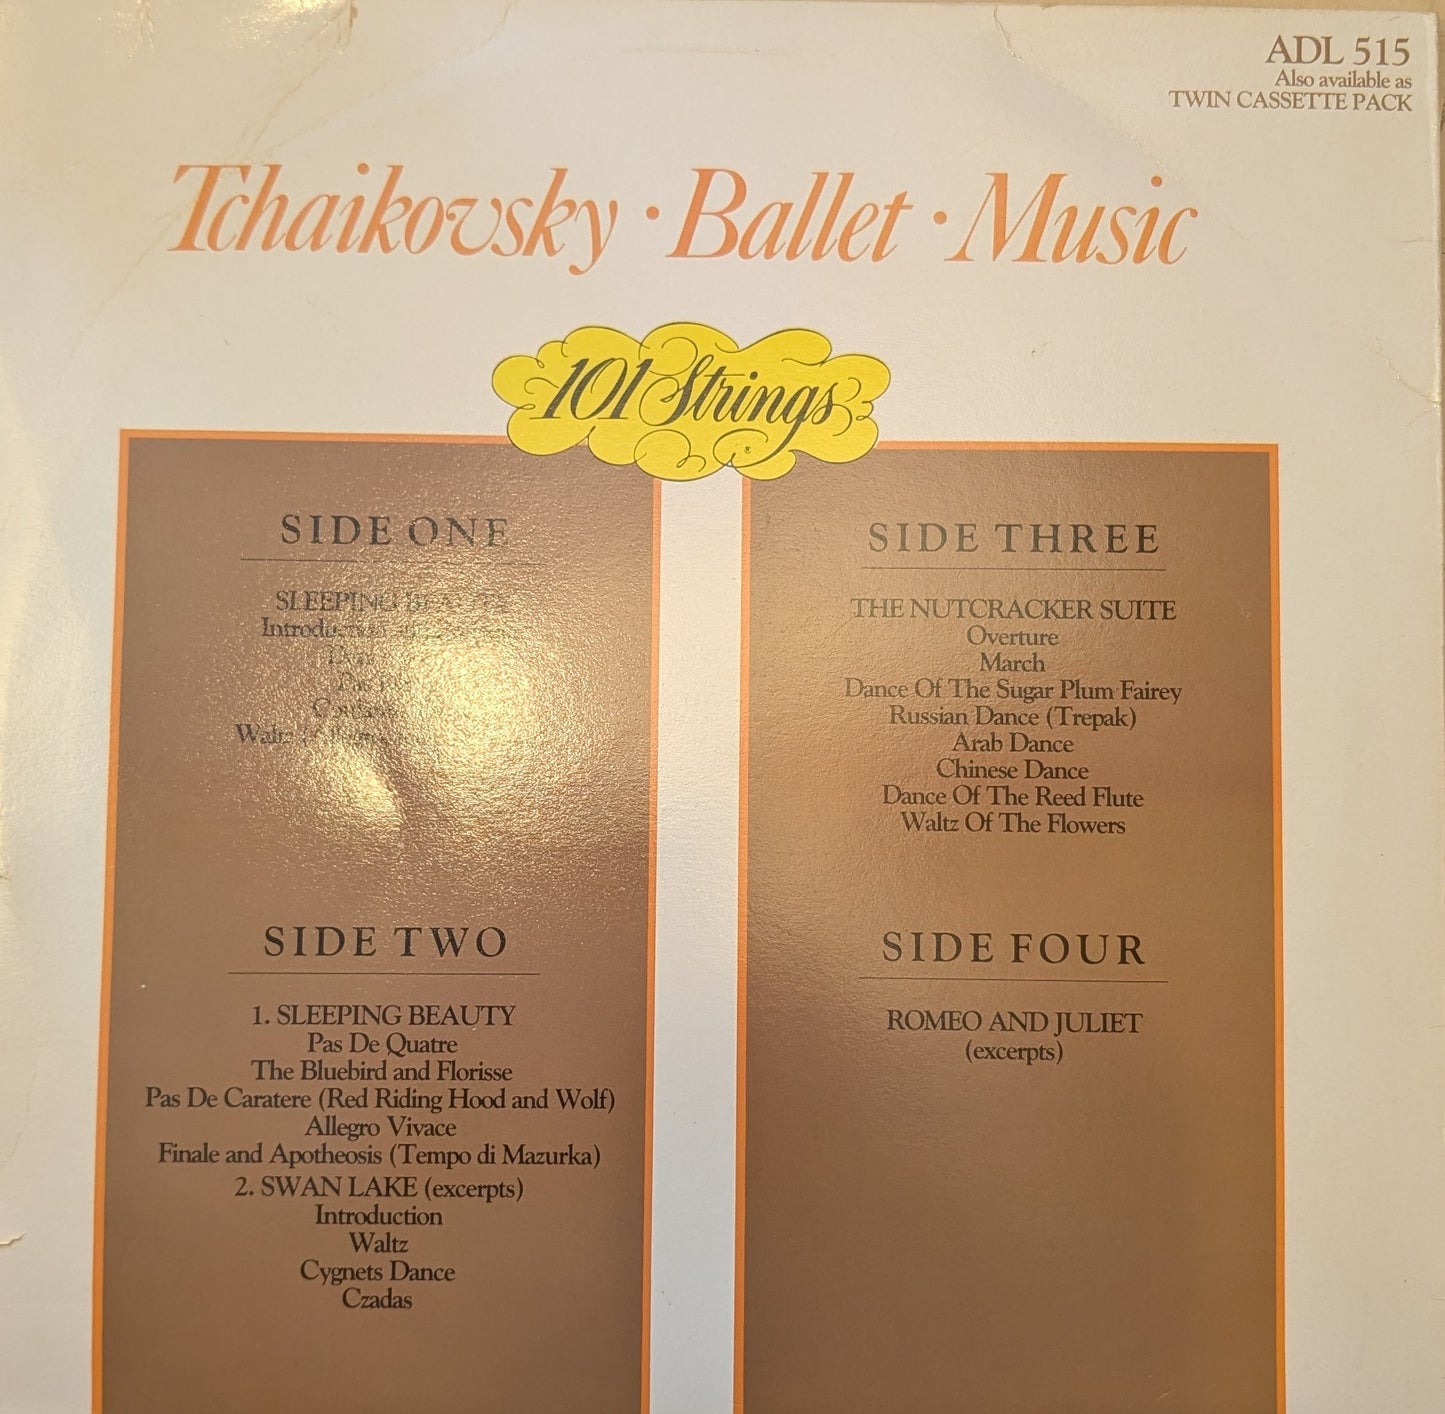 ADL 515
Also available as
TWIN CASSETTE PACK
Tchaikovsky · Ballet · Music
101 Strings
SIDE ONE
SLEEPING BEAUTY
Introduction
Waltz
SIDE TWO
1. SLEEPING BEAUTY
Pas De Quatre
The Bluebird and Florisse
Pas De Caratere (Red Riding Hood and Wolf)
Allegro Vivace
Finale and Apotheosis (Tempo di Mazurka)
2. SWAN LAKE (excerpts)
Introduction
Waltz
Cygnets Dance
Czadas
SIDE THREE
THE NUTCRACKER SUITE
Overture
March
Dance Of The Sugar Plum Fairey
Russian Dance (Trepak)
Arab Dance
Chinese Dance
Dance Of The Reed Flute
Waltz Of The Flowers
SIDE FOUR
ROMEO AND JULIET
(excerpts)